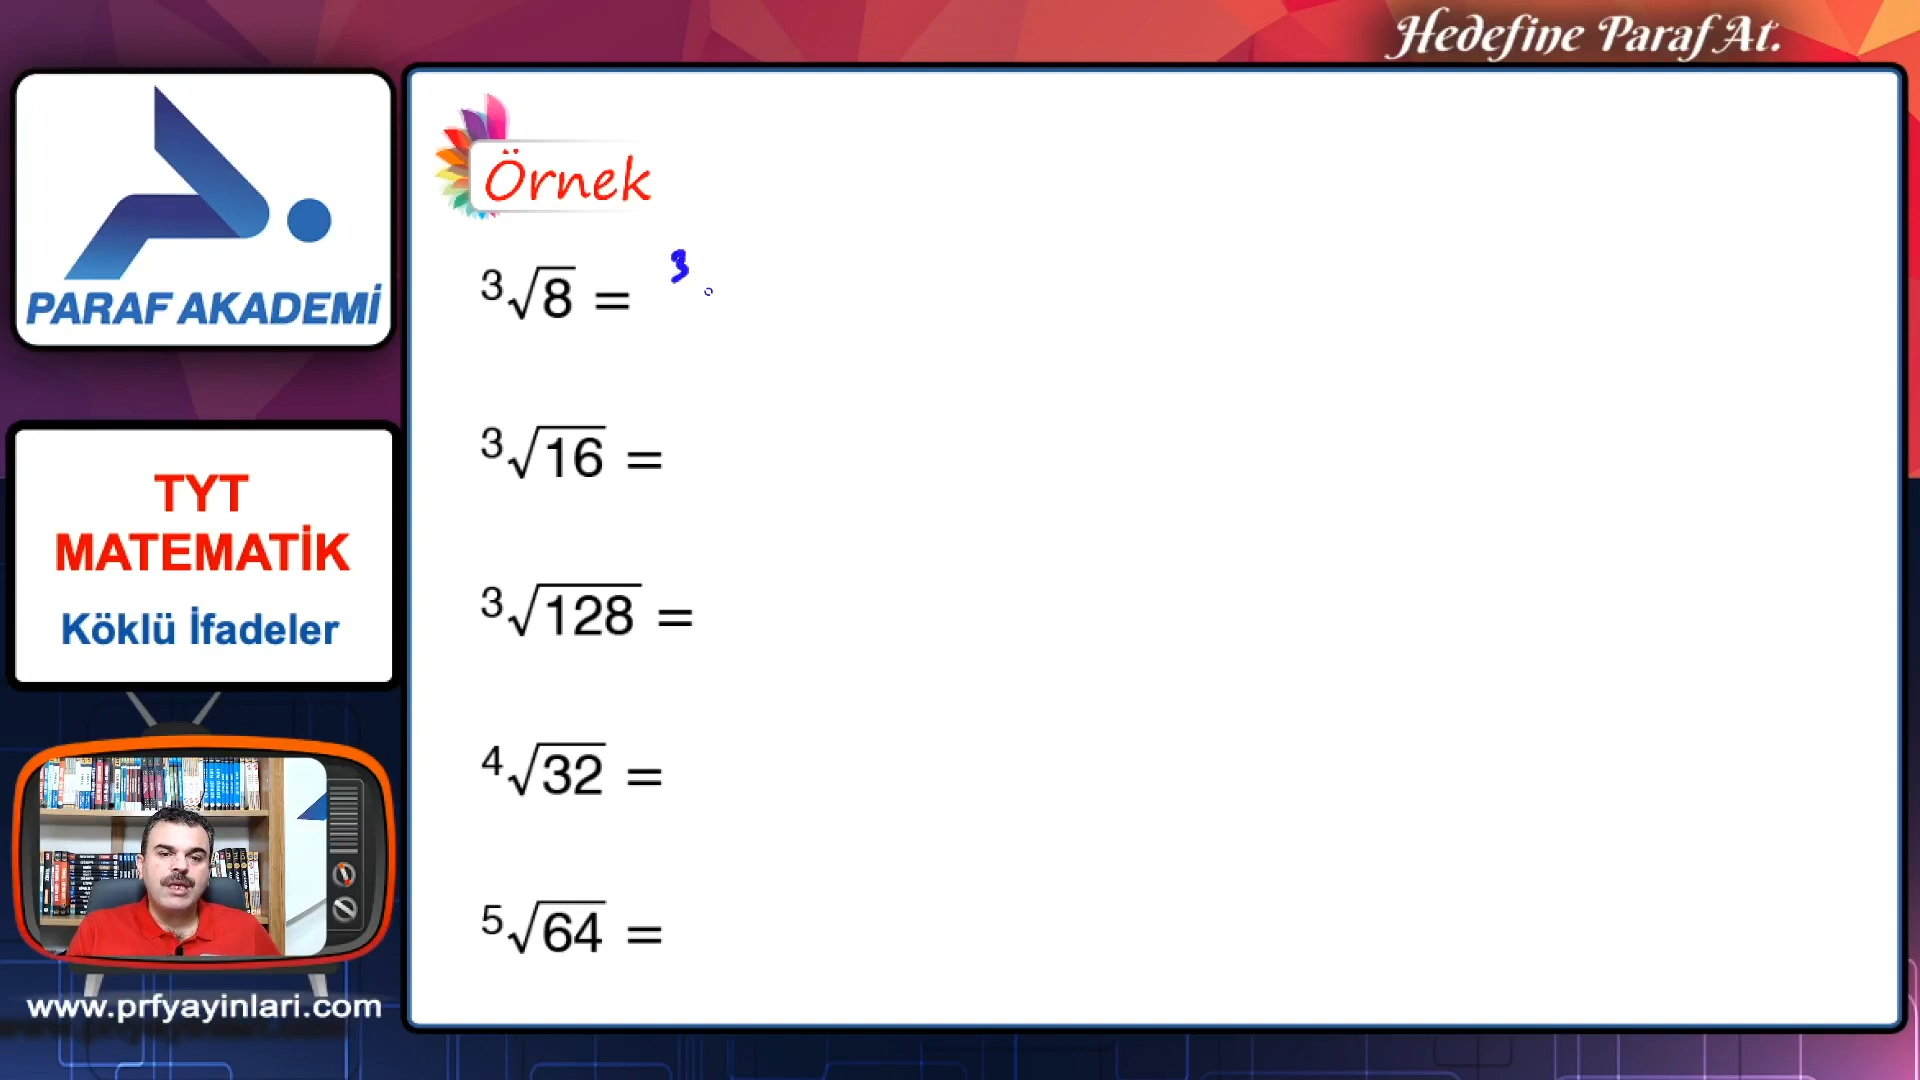 Hedefine Paraf At.
PARAF AKADEMİ
TYT
MATEMATİK
Köklü İfadeler
www.prfyayinlari.com
Örnek
³√8 = 3
³√16 =
³√128 =
⁴√32 =
⁵√64 =